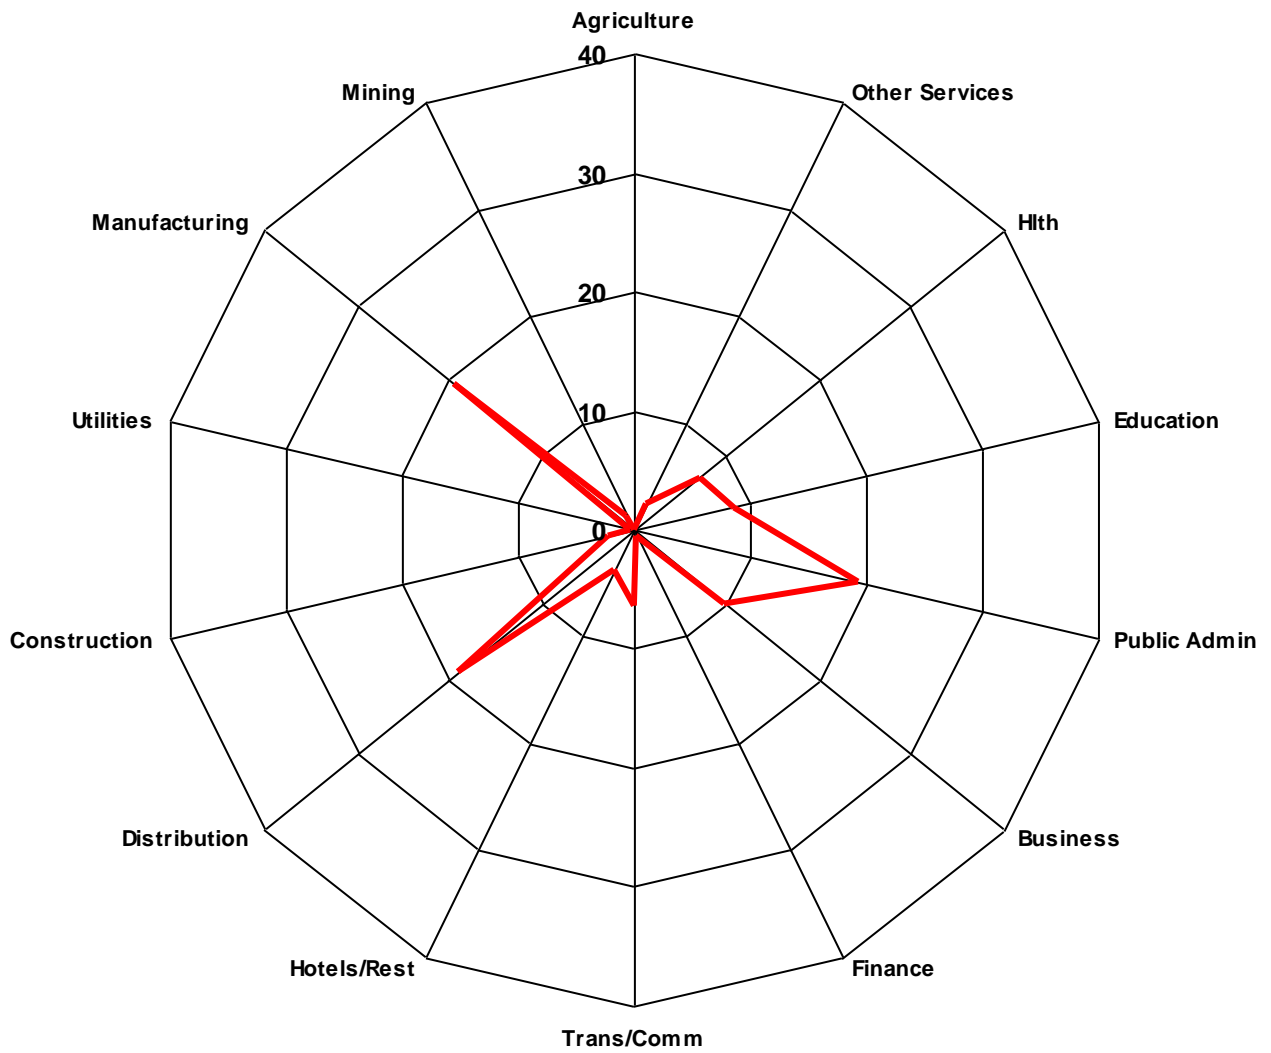 Agriculture
40
Other Services
Mining
30
Manufacturing
Hlth
20
Utilities
10
Education
0
Construction
Public Admin
Distribution
Business
Hotels/Rest
Finance
Trans/Comm